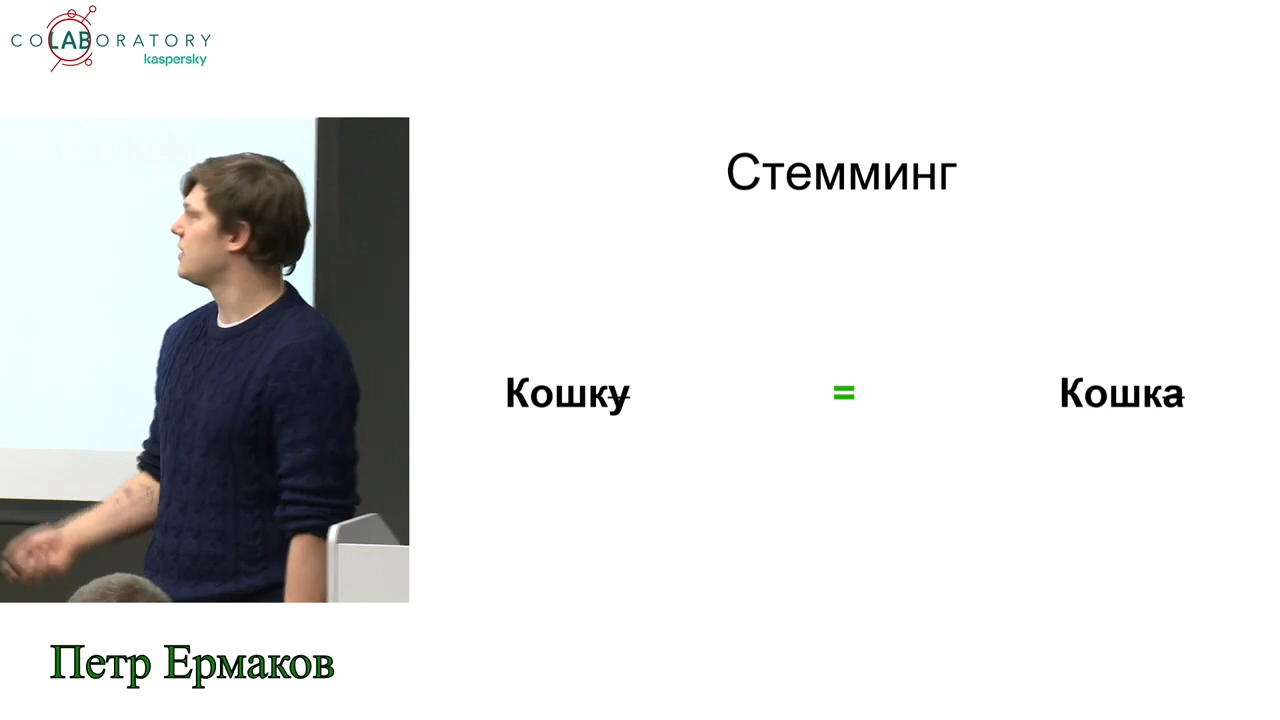 COLABORATORY
kaspersky
Стемминг
Кошку = Кошка
Петр Ермаков